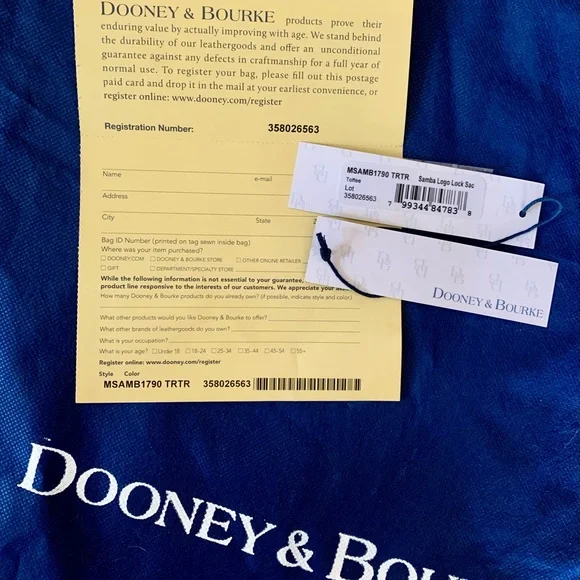 DOONEY & BOURKE products prove their
enduring value by actually improving with age. We stand behind
the durability of our leathergoods and offer an unconditional
guarantee against any defects in craftmanship for a full year of
normal use. To register your bag, please fill out this postage
paid card and drop it in the mail at your earliest convenience, or
register online: www.dooney.com/register
Registration Number: 358026563
Name e-mail
Address
City State
Bag ID Number (printed on tag sewn inside bag)
Where was your item purchased?
☐ DOONEY.COM ☐ DOONEY & BOURKE STORE ☐ OTHER ONLINE RETAILER
☐ GIFT ☐ DEPARTMENT/SPECIALTY STORE
While the following information is not essential to your guarantee,
product line responsive to the interests of our customers. We appreciate your
How many Dooney & Bourke products do you already own? (if possible, indicate style and color)
What other products would you like Dooney & Bourke to offer?
What other brands of leathergoods do you own?
What is your occupation?
What is your age? ☐ Under 18 ☐ 18-24 ☐ 25-34 ☐ 35-44 ☐ 45-54 ☐ 55+
Register online: www.dooney.com/register
Style Color
MSAMB1790 TRTR 358026563
MSAMB1790 TRTR Samba Logo Lock Sac
Toffee
Lot
358026563
7 99344 84783 8
DOONEY & BOURKE
DOONEY & BOURKE